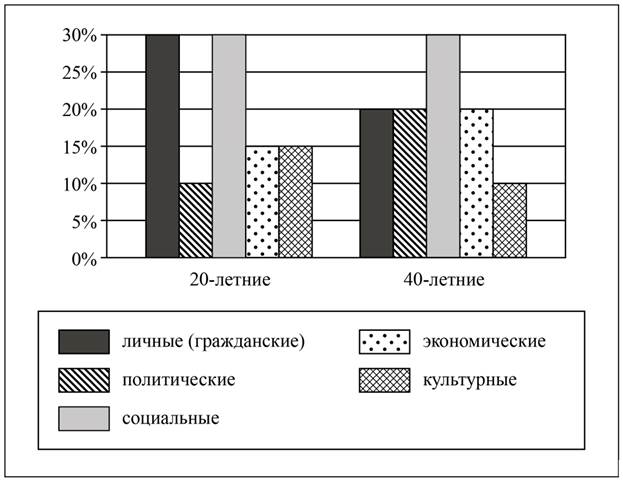 30%
25%
20%
15%
10%
5%
0%
20-летние 40-летние
личные (гражданские) экономические
политические культурные
социальные